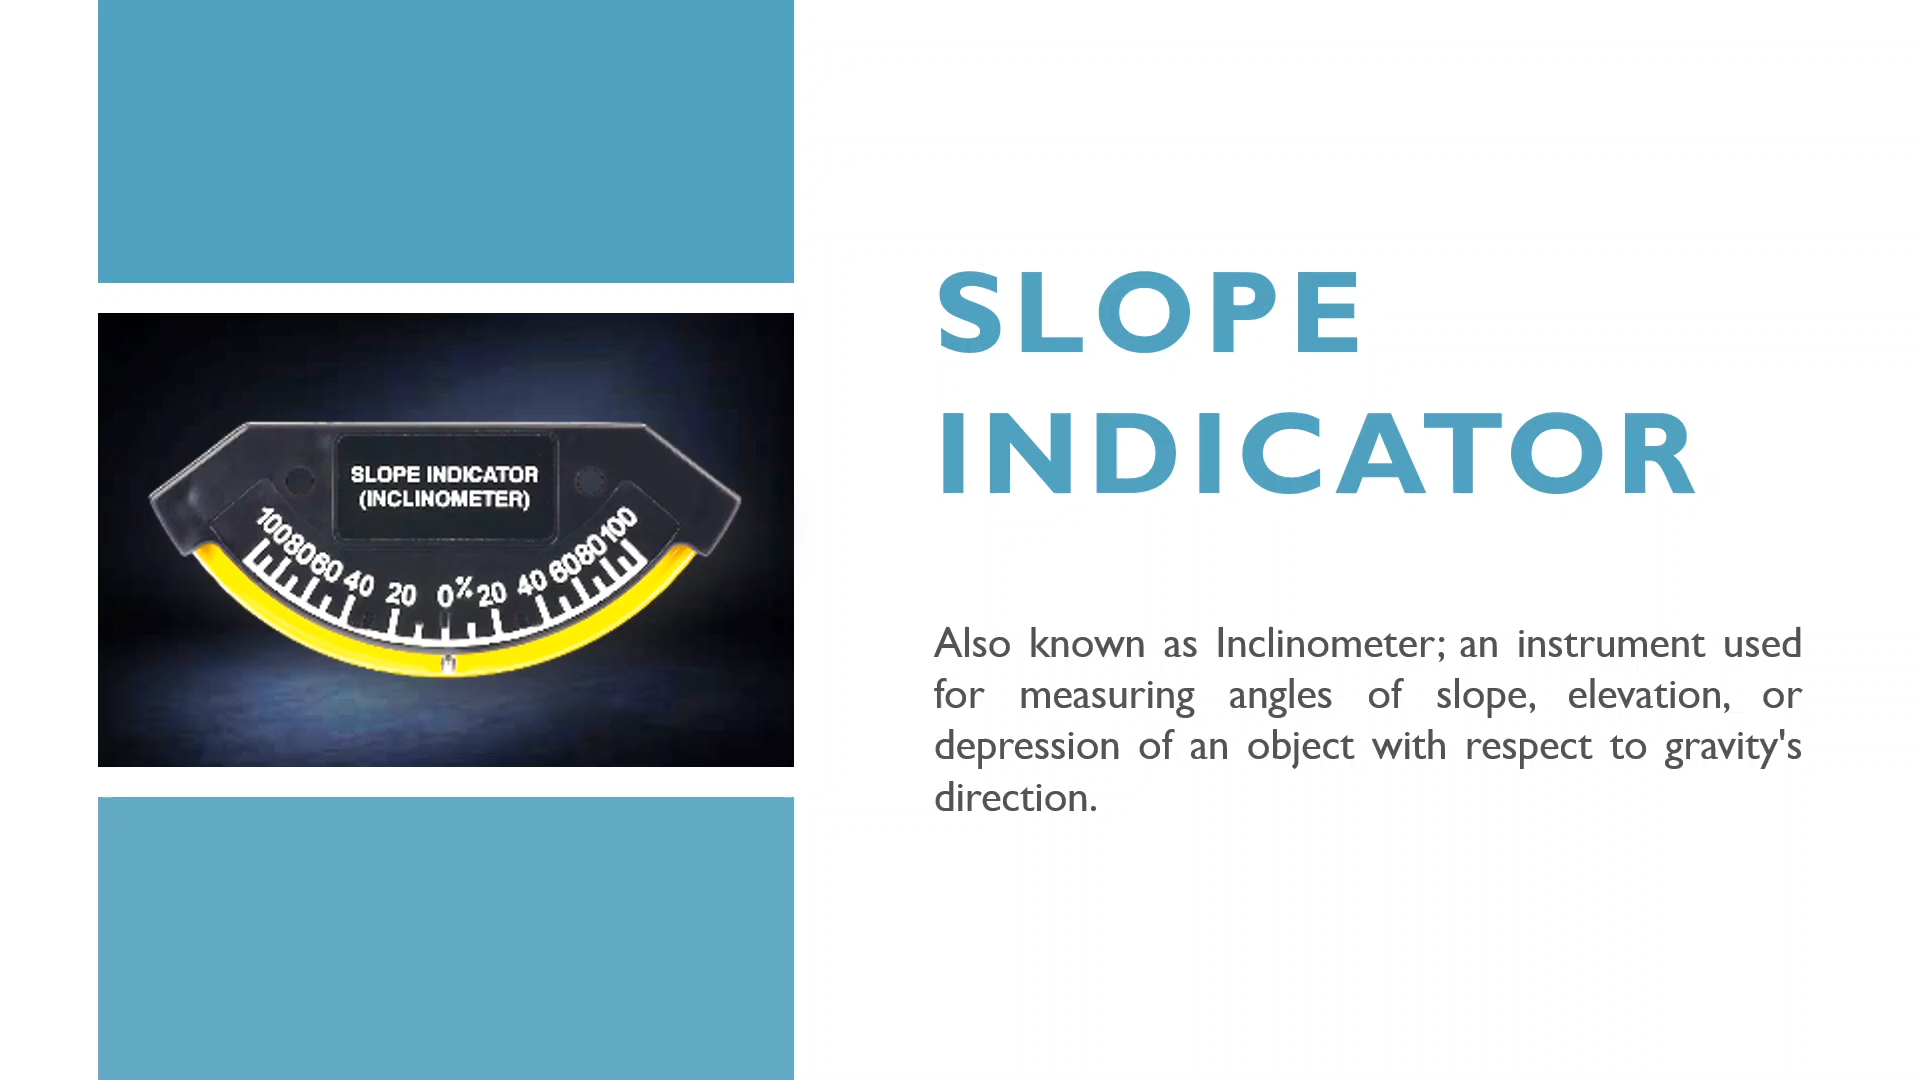 SLOPE INDICATOR
(INCLINOMETER)
100 80 60 40 20 0 % 20 40 60 80 100
SLOPE
INDICATOR
Also known as Inclinometer; an instrument used
for measuring angles of slope, elevation, or
depression of an object with respect to gravity's
direction.